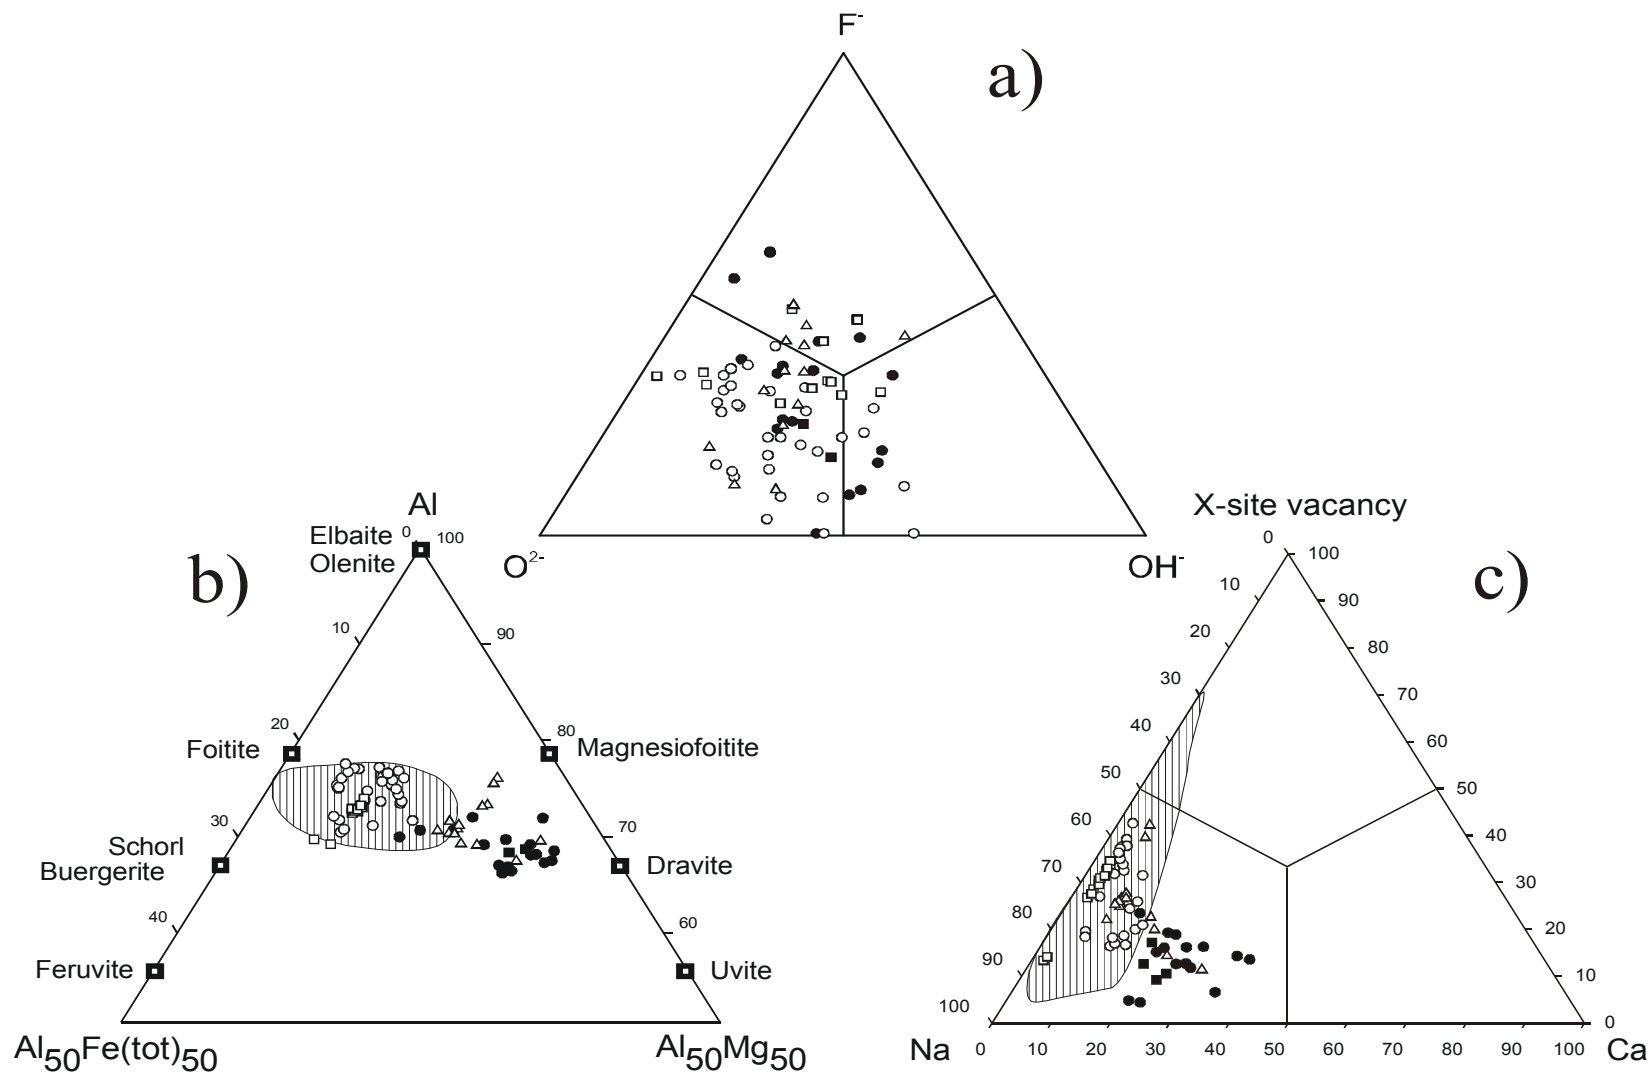 F-
a)
O2-
OH-
Al
0
100
Elbaite
Olenite
b)
10
90
20
80
Foitite
Magnesiofoitite
30
70
Schorl
Buergerite
Dravite
40
60
Feruvite
Uvite
Al50Fe(tot)50
Al50Mg50
X-site vacancy
c)
0
100
10
90
20
80
30
70
40
60
50
50
60
40
70
30
80
20
90
10
100
0
Na
0 10 20 30 40 50 60 70 80 90 100
Ca